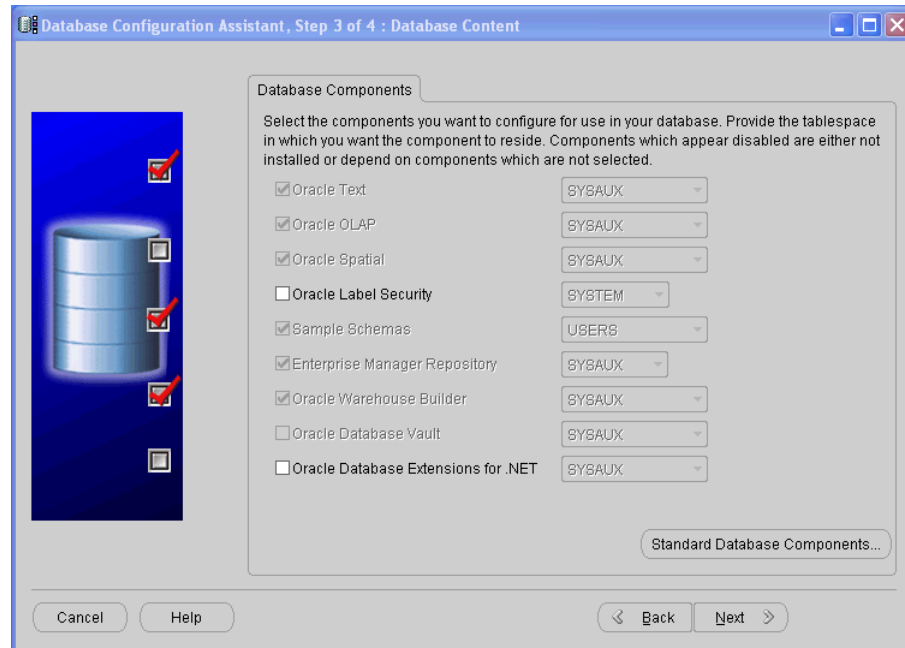 Database Configuration Assistant, Step 3 of 4 : Database Content
Database Components
Select the components you want to configure for use in your database. Provide the tablespace
in which you want the component to reside. Components which appear disabled are either not
installed or depend on components which are not selected.
Oracle Text SYSAUX
Oracle OLAP SYSAUX
Oracle Spatial SYSAUX
Oracle Label Security SYSTEM
Sample Schemas USERS
Enterprise Manager Repository SYSAUX
Oracle Warehouse Builder SYSAUX
Oracle Database Vault SYSAUX
Oracle Database Extensions for .NET SYSAUX
Standard Database Components...
Cancel Help Back Next